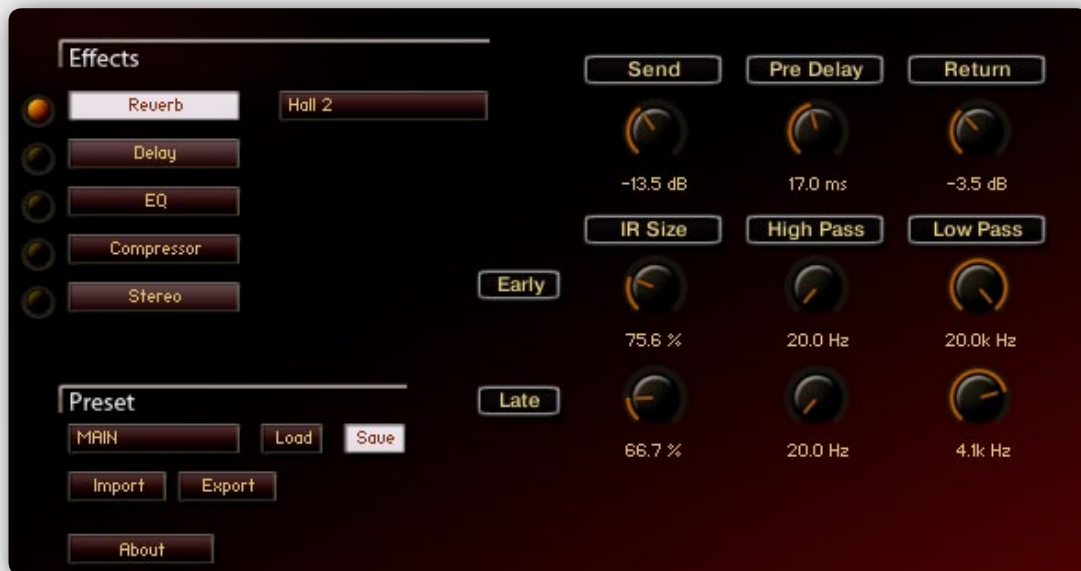 Effects
Reverb
Hall 2
Delay
EQ
Compressor
Stereo
Send
Pre Delay
Return
-13.5 dB
17.0 ms
-3.5 dB
IR Size
High Pass
Low Pass
Early
75.6 %
20.0 Hz
20.0k Hz
Late
66.7 %
20.0 Hz
4.1k Hz
Preset
MAIN
Load
Save
Import
Export
About